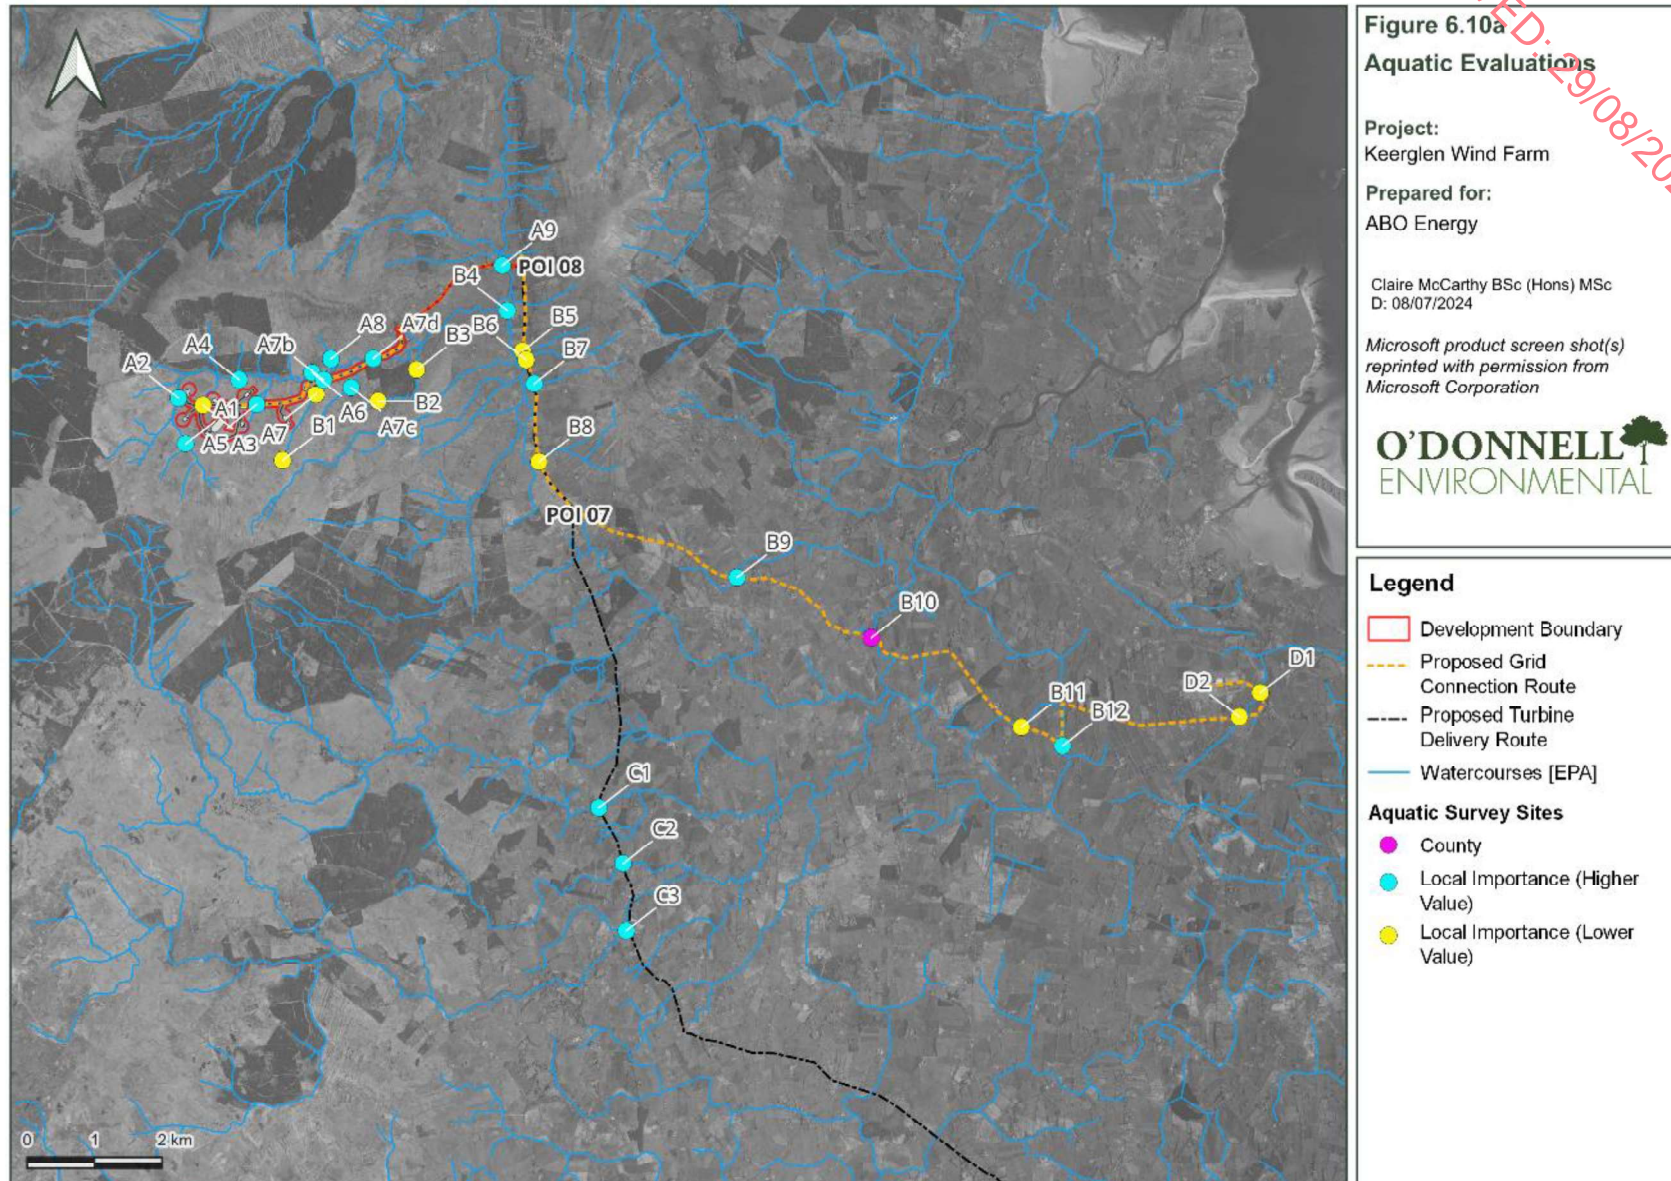 Figure 6.10a
Aquatic Evaluations
ED: 29/08/202
Project:
Keerglen Wind Farm
Prepared for:
ABO Energy
Claire McCarthy BSc (Hons) MSc
D: 08/07/2024
Microsoft product screen shot(s)
reprinted with permission from
Microsoft Corporation
O'DONNELL
ENVIRONMENTAL
Legend
Development Boundary
Proposed Grid
Connection Route
Proposed Turbine
Delivery Route
Watercourses [EPA]
Aquatic Survey Sites
County
Local Importance (Higher
Value)
Local Importance (Lower
Value)
A9
POI 08
B4
B6
B5
A8
A7d
B3
B7
A7b
A4
A2
A1
A6
B2
A5
A3
A7
B1
A7c
B8
POI 07
B9
B10
D1
D2
B11
B12
C1
C2
C3
0 1 2 km